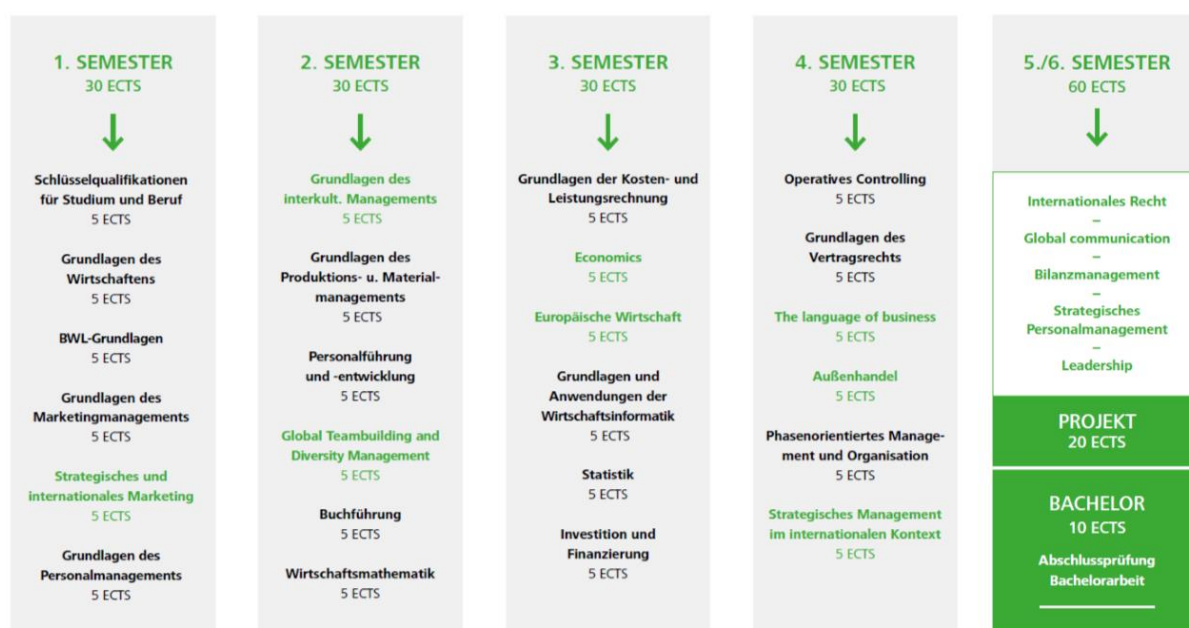 1. SEMESTER
30 ECTS
Schlüsselqualifikationen
für Studium und Beruf
5 ECTS
Grundlagen des
Wirtschaftens
5 ECTS
BWL-Grundlagen
5 ECTS
Grundlagen des
Marketingmanagements
5 ECTS
Strategisches und
internationales Marketing
5 ECTS
Grundlagen des
Personalmanagements
5 ECTS
2. SEMESTER
30 ECTS
Grundlagen des
interkult. Managements
5 ECTS
Grundlagen des
Produktions- u. Material-
managements
5 ECTS
Personalführung
und -entwicklung
5 ECTS
Global Teambuilding and
Diversity Management
5 ECTS
Buchführung
5 ECTS
Wirtschaftsmathematik
5 ECTS
3. SEMESTER
30 ECTS
Grundlagen der Kosten- und
Leistungsrechnung
5 ECTS
Economics
5 ECTS
Europäische Wirtschaft
5 ECTS
Grundlagen und
Anwendungen der
Wirtschaftsinformatik
5 ECTS
Statistik
5 ECTS
Investition und
Finanzierung
5 ECTS
4. SEMESTER
30 ECTS
Operatives Controlling
5 ECTS
Grundlagen des
Vertragsrechts
5 ECTS
The language of business
5 ECTS
Außenhandel
5 ECTS
Phasenorientiertes Manage-
ment und Organisation
5 ECTS
Strategisches Management
im internationalen Kontext
5 ECTS
5./6. SEMESTER
60 ECTS
Internationales Recht
–
Global communication
–
Bilanzmanagement
–
Strategisches
Personalmanagement
–
Leadership
PROJEKT
20 ECTS
BACHELOR
10 ECTS
Abschlussprüfung
Bachelorarbeit